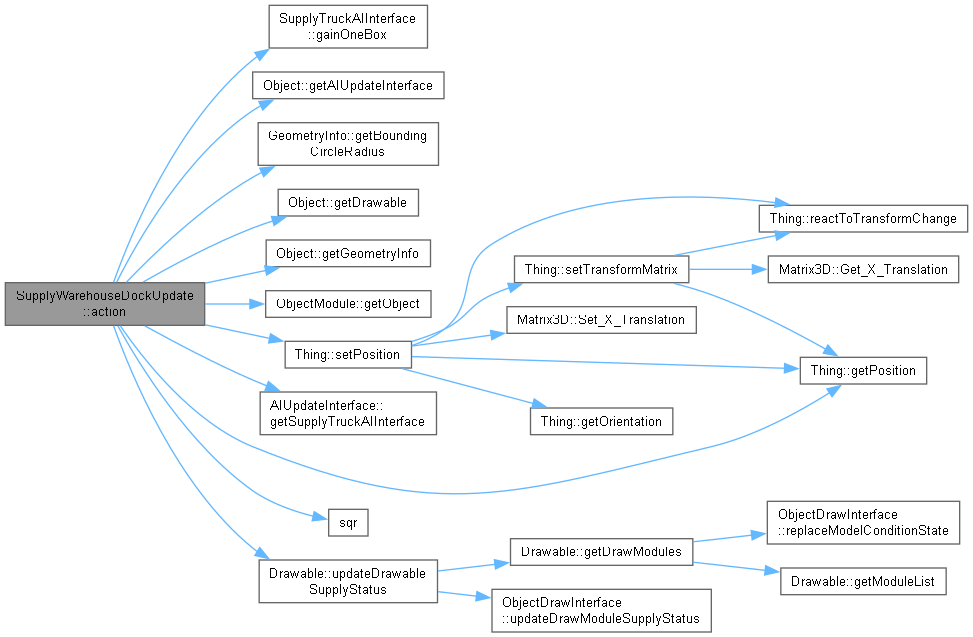 SupplyTruckAIInterface
::gainOneBox
Object::getAIUpdateInterface
GeometryInfo::getBounding
CircleRadius
Object::getDrawable
Object::getGeometryInfo
SupplyWarehouseDockUpdate
::action
ObjectModule::getObject
Thing::setPosition
AIUpdateInterface::
getSupplyTruckAIInterface
sqr
Drawable::updateDrawable
SupplyStatus
Thing::setTransformMatrix
Matrix3D::Set_X_Translation
Thing::getOrientation
Drawable::getDrawModules
ObjectDrawInterface
::updateDrawModuleSupplyStatus
Thing::reactToTransformChange
Matrix3D::Get_X_Translation
Thing::getPosition
ObjectDrawInterface
::replaceModelConditionState
Drawable::getModuleList